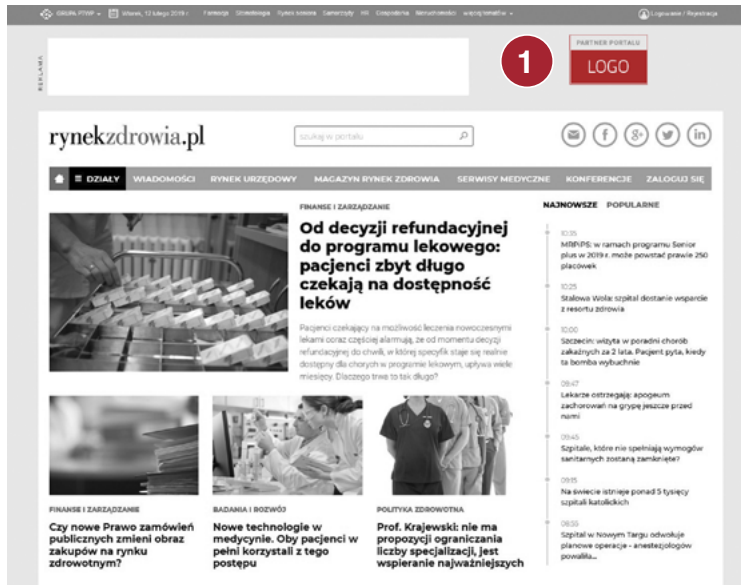 GRUPA PTWP
Wtorek, 12 lutego 2019 r.
Farmacja Stomatologia Rynek seniora Samorządy HR Gospodarka Nieruchomości więcej tematów
Logowanie / Rejestracja
REKLAMA
1
PARTNER PORTALU
LOGO
rynekzdrowia.pl
szukaj w portalu
f g+ in
DZIAŁY WIADOMOŚCI RYNEK URZĘDOWY MAGAZYN RYNEK ZDROWIA SERWISY MEDYCZNE KONFERENCJE ZALOGUJ SIĘ
FINANSE I ZARZĄDZANIE
Od decyzji refundacyjnej
do programu lekowego:
pacjenci zbyt długo
czekają na dostępność
leków
Pacjenci czekający na możliwość leczenia nowoczesnymi
lekami coraz częściej alarmują, że od momentu decyzji
refundacyjnej do chwili, w której specyfik staje się realnie
dostępny dla chorych w programie lekowym, upływa wiele
miesięcy. Dlaczego trwa to tak długo?
FINANSE I ZARZĄDZANIE
Czy nowe Prawo zamówień
publicznych zmieni obraz
zakupów na rynku
zdrowotnym?
BADANIA I ROZWÓJ
Nowe technologie w
medycynie. Oby pacjenci w
pełni korzystali z tego
postępu
POLITYKA ZDROWOTNA
Prof. Krajewski: nie ma
propozycji ograniczania
liczby specjalizacji, jest
wspieranie najważniejszych
NAJNOWSZE POPULARNE
10:35
MRPiPS: w ramach programu Senior
plus w 2019 r. może powstać prawie 250
placówek
10:25
Stalowa Wola: szpital dostanie wsparcie
z resortu zdrowia
10:00
Szczecin: wizyta w poradni chorób
zakaźnych za 2 lata. Pacjent pyta, kiedy
ta bomba wybuchnie
09:47
Lekarze ostrzegają: apogeum
zachorowań na grypę jeszcze przed
nami
09:45
Szpitale, które nie spełniają wymogów
sanitarnych zostaną zamknięte?
09:15
Na świecie istnieje ponad 5 tysięcy
szpitali katolickich
08:55
Szpital w Nowym Targu odwołuje
planowe operacje - anestezjologów
powaliła...